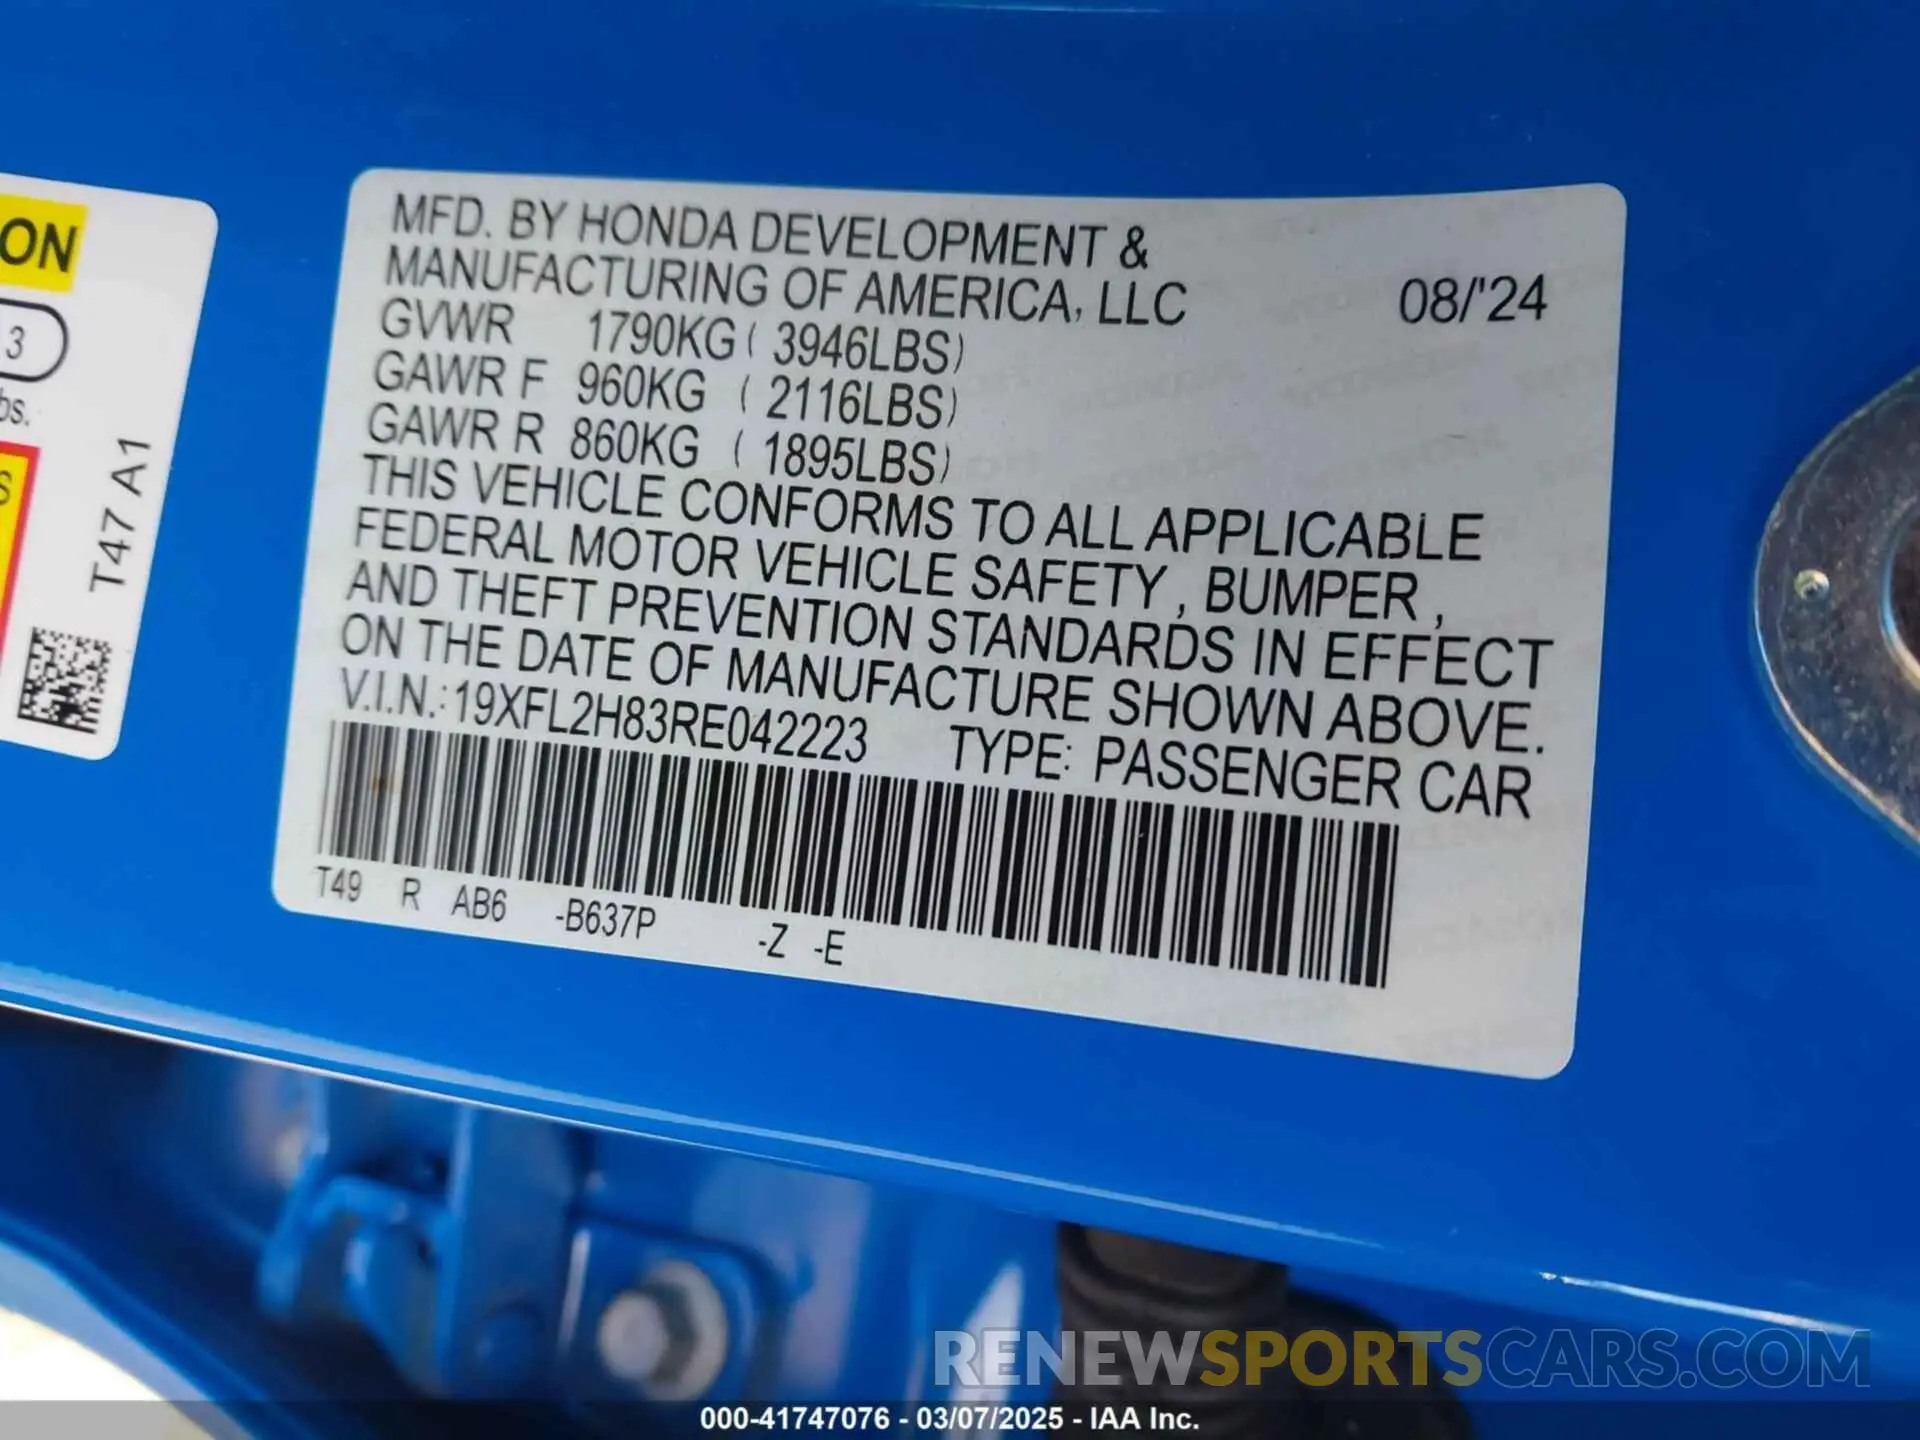 ON
3
bs.
S
T47 A1
MFD. BY HONDA DEVELOPMENT &
MANUFACTURING OF AMERICA, LLC 08/'24
GVWR 1790KG ( 3946LBS)
GAWR F 960KG ( 2116LBS)
GAWR R 860KG ( 1895LBS)
THIS VEHICLE CONFORMS TO ALL APPLICABLE
FEDERAL MOTOR VEHICLE SAFETY , BUMPER ,
AND THEFT PREVENTION STANDARDS IN EFFECT
ON THE DATE OF MANUFACTURE SHOWN ABOVE.
V.I.N.: 19XFL2H83RE042223 TYPE: PASSENGER CAR
T49 R AB6 -B637P -Z -E
RENEWSPORTSCARS.COM
000-41747076 - 03/07/2025 - IAA Inc.